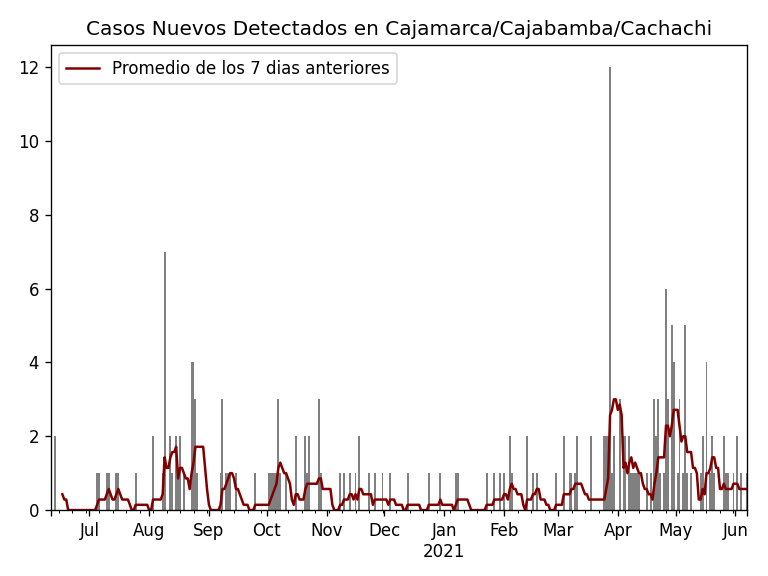 Casos Nuevos Detectados en Cajamarca/Cajabamba/Cachachi
Promedio de los 7 dias anteriores
12
10
8
6
4
2
0
Jul Aug Sep Oct Nov Dec Jan Feb Mar Apr May Jun
2021